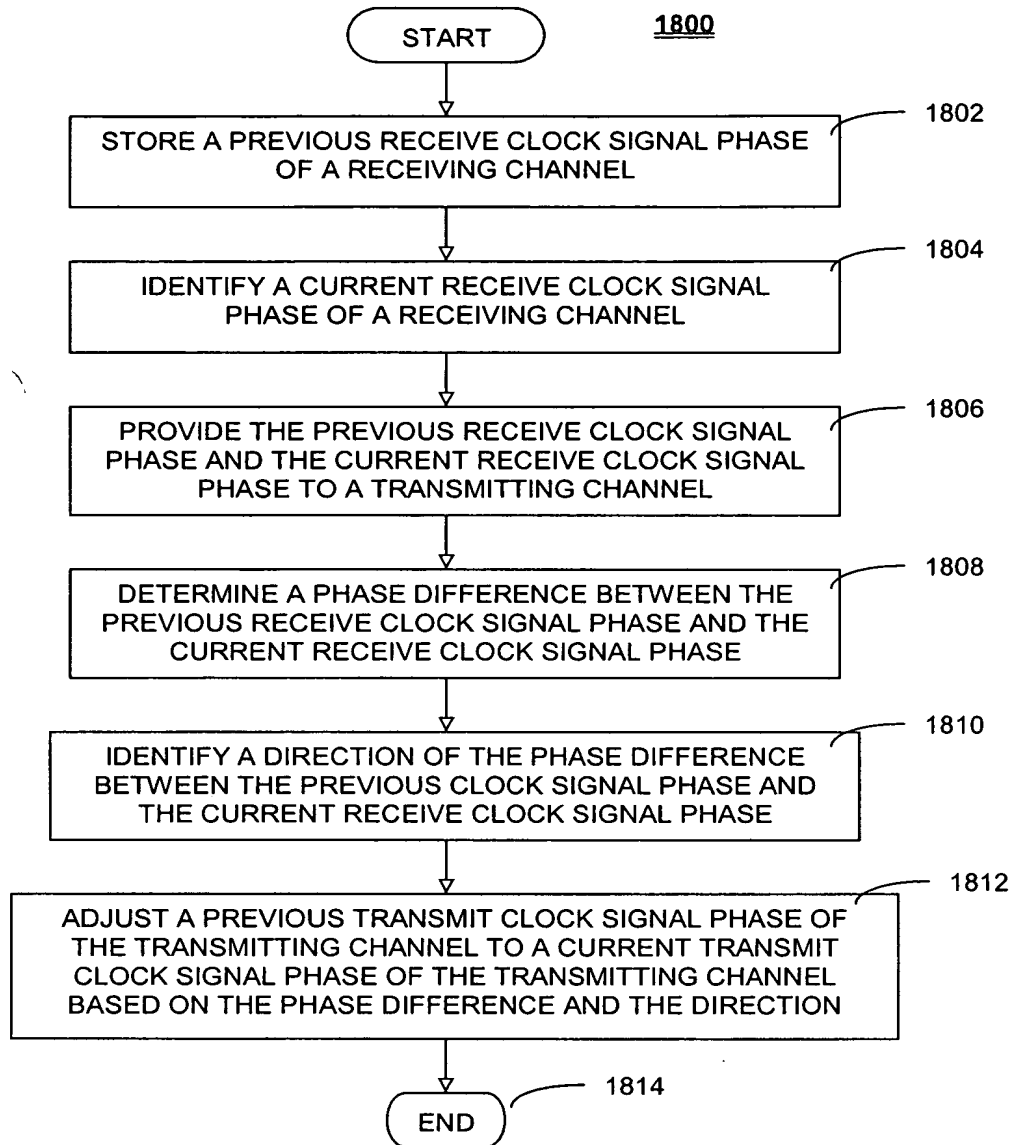 START
1800
1802
STORE A PREVIOUS RECEIVE CLOCK SIGNAL PHASE
OF A RECEIVING CHANNEL
1804
IDENTIFY A CURRENT RECEIVE CLOCK SIGNAL
PHASE OF A RECEIVING CHANNEL
1806
PROVIDE THE PREVIOUS RECEIVE CLOCK SIGNAL
PHASE AND THE CURRENT RECEIVE CLOCK SIGNAL
PHASE TO A TRANSMITTING CHANNEL
1808
DETERMINE A PHASE DIFFERENCE BETWEEN THE
PREVIOUS RECEIVE CLOCK SIGNAL PHASE AND THE
CURRENT RECEIVE CLOCK SIGNAL PHASE
1810
IDENTIFY A DIRECTION OF THE PHASE DIFFERENCE
BETWEEN THE PREVIOUS CLOCK SIGNAL PHASE AND
THE CURRENT RECEIVE CLOCK SIGNAL PHASE
1812
ADJUST A PREVIOUS TRANSMIT CLOCK SIGNAL PHASE OF
THE TRANSMITTING CHANNEL TO A CURRENT TRANSMIT
CLOCK SIGNAL PHASE OF THE TRANSMITTING CHANNEL
BASED ON THE PHASE DIFFERENCE AND THE DIRECTION
1814
END